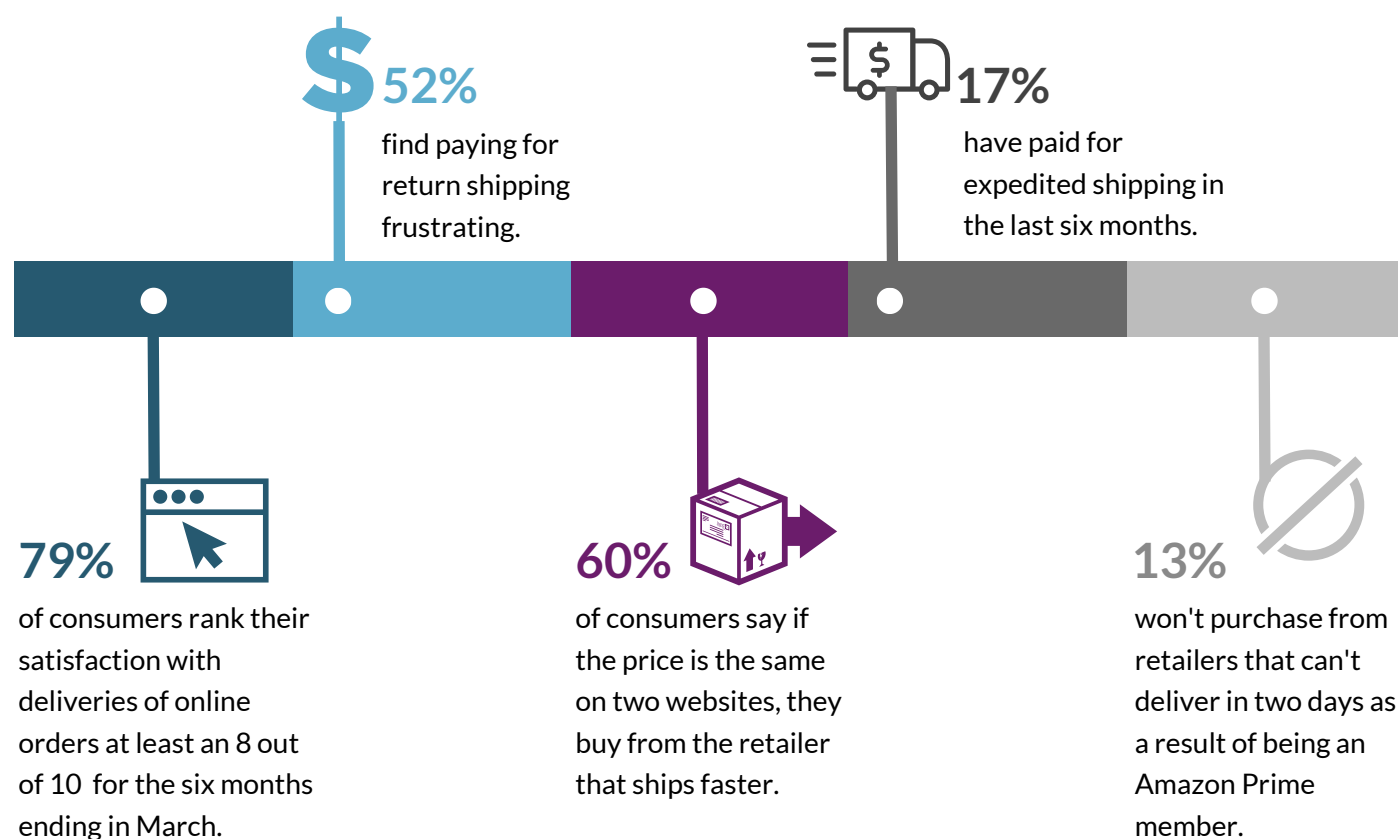 52%
find paying for
return shipping
frustrating.
$
17%
have paid for
expedited shipping in
the last six months.
79%
of consumers rank their
satisfaction with
deliveries of online
orders at least an 8 out
of 10  for the six months
ending in March.
60%
of consumers say if
the price is the same
on two websites, they
buy from the retailer
that ships faster.
13%
won't purchase from
retailers that can't
deliver in two days as
a result of being an
Amazon Prime
member.